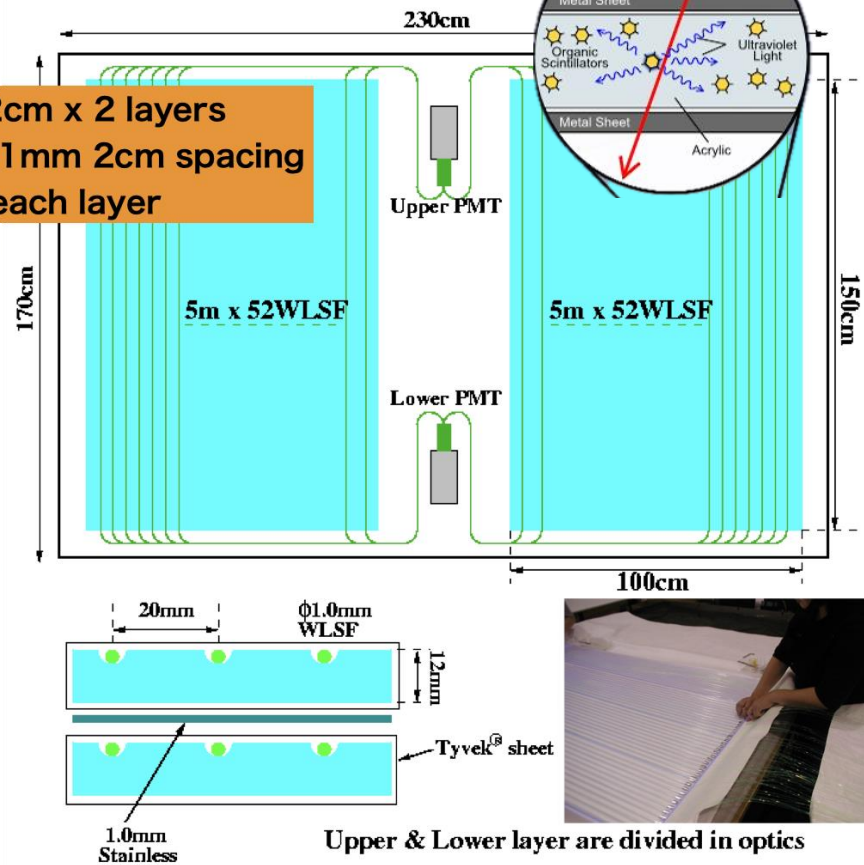 230cm
Metal Sheet
Organic
Scintillators
Ultraviolet
Light
Metal Sheet
Acrylic
2cm x 2 layers
1mm 2cm spacing
each layer
Upper PMT
170cm
5m x 52WLSF
5m x 52WLSF
150cm
Lower PMT
100cm
20mm
ϕ1.0mm
WLSF
12mm
Tyvek® sheet
1.0mm
Stainless
Upper & Lower layer are divided in optics